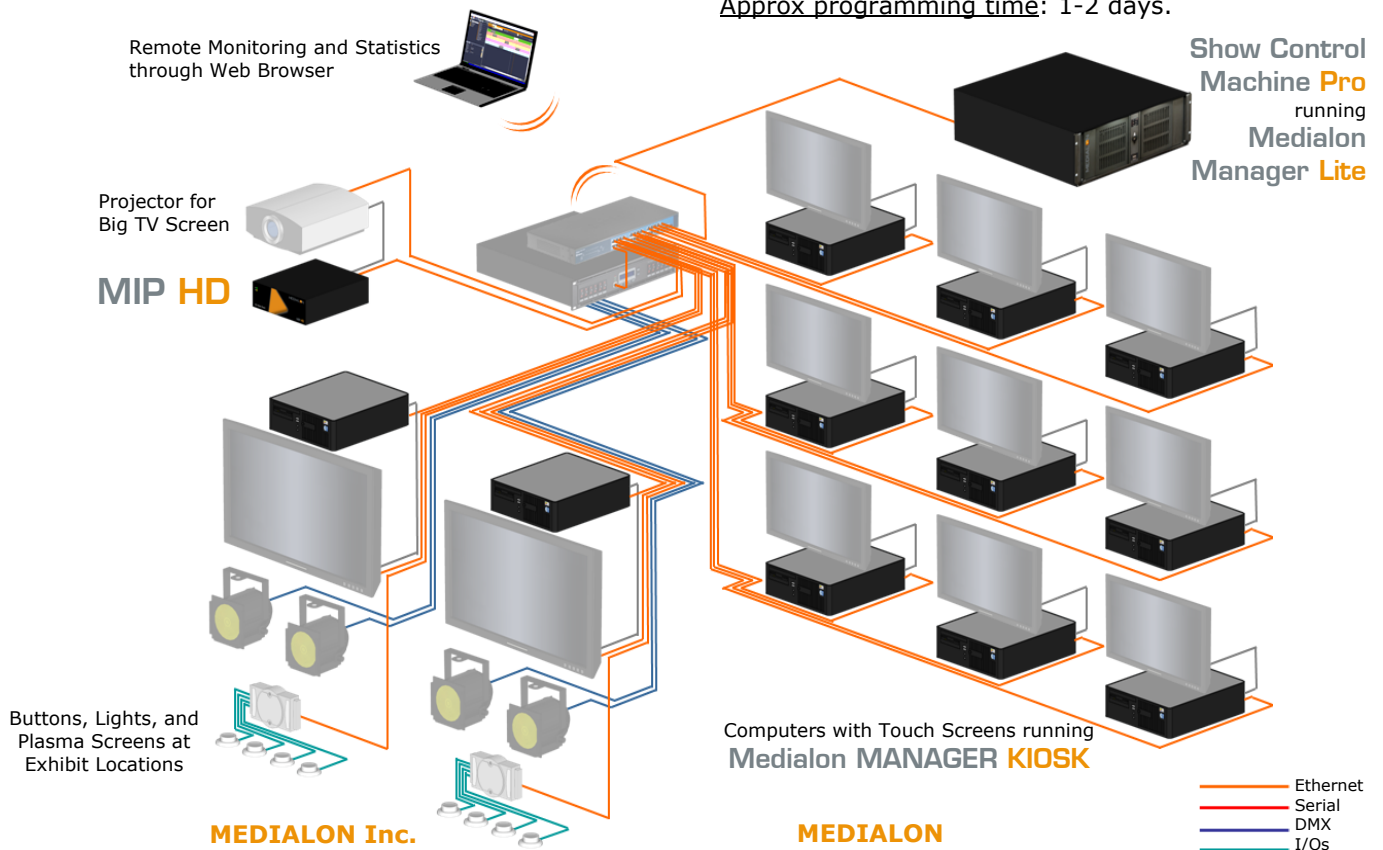 Approx programming time: 1-2 days.
Remote Monitoring and Statistics
through Web Browser
Show Control
Machine Pro
running
Medialon
Manager Lite
Projector for
Big TV Screen
MIP HD
Buttons, Lights, and
Plasma Screens at
Exhibit Locations
Computers with Touch Screens running
Medialon MANAGER KIOSK
Ethernet
Serial
DMX
I/Os
MEDIALON Inc.
MEDIALON